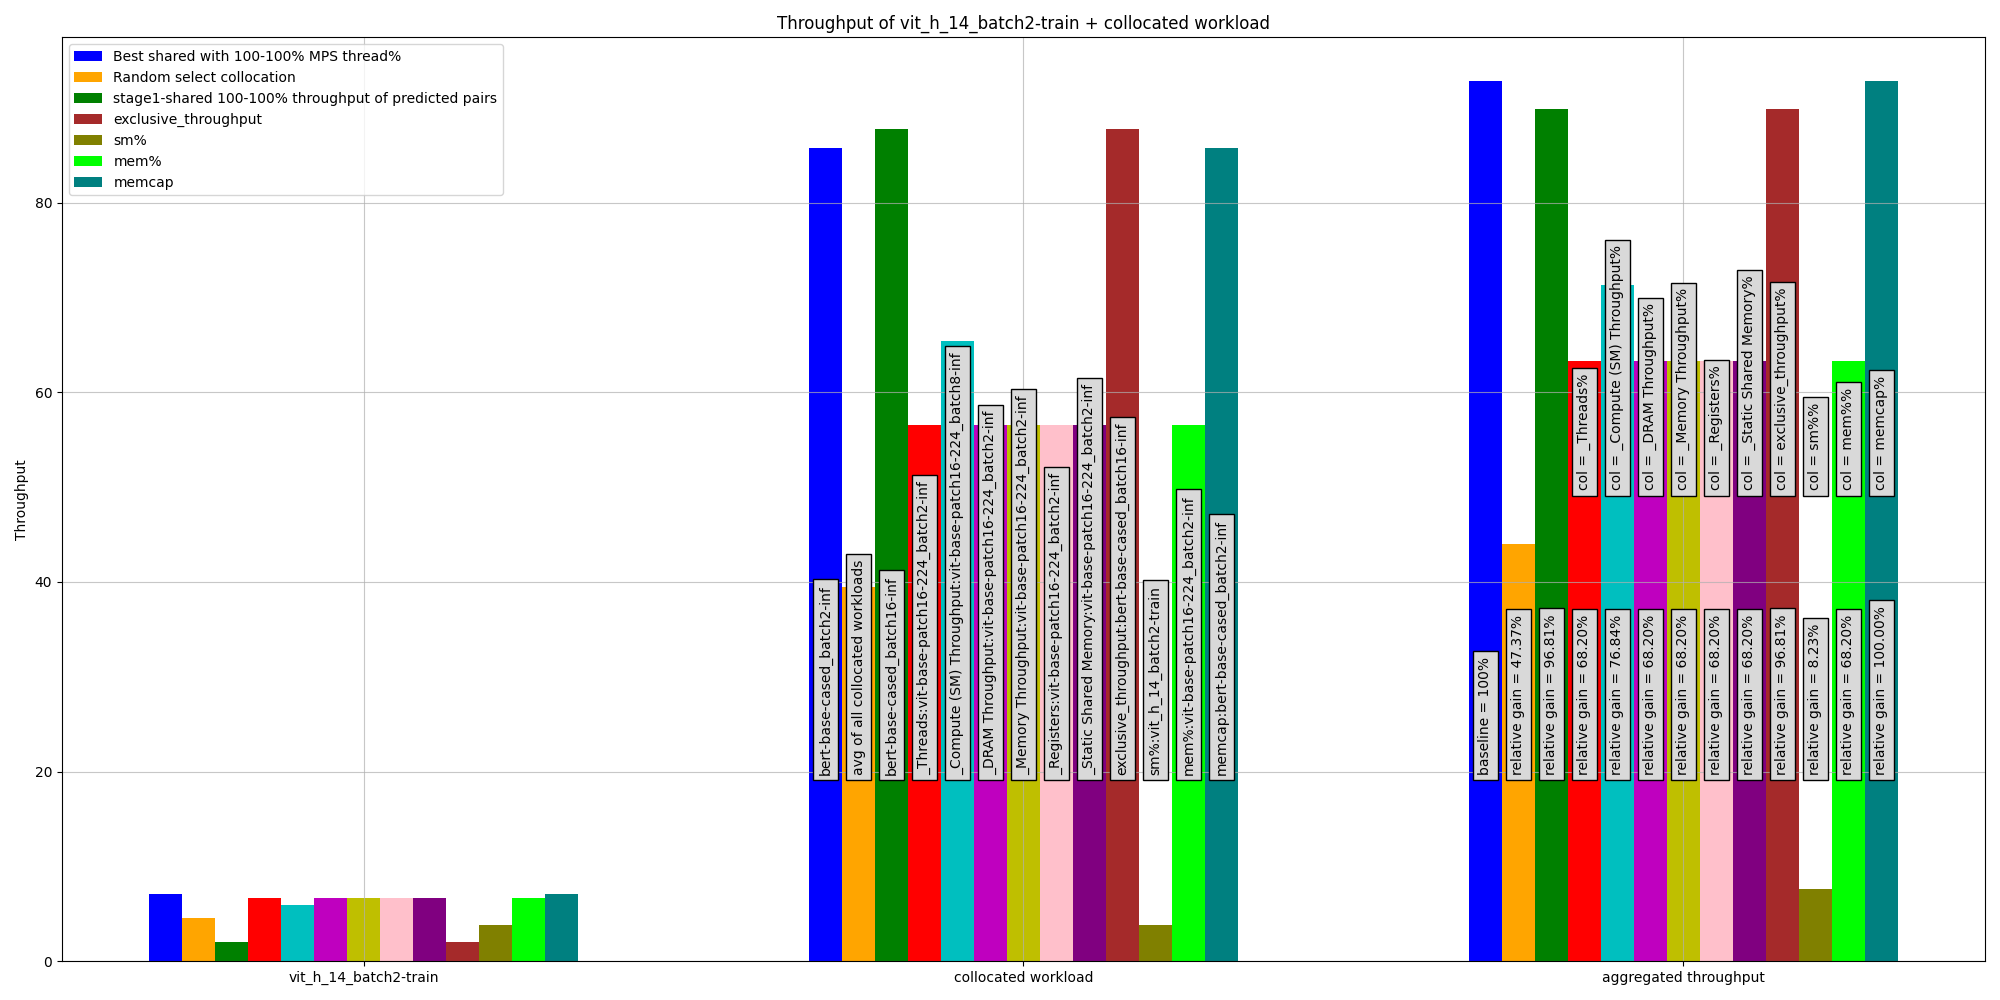 Throughput of vit_h_14_batch2-train + collocated workload
Best shared with 100-100% MPS thread%
Random select collocation
stage1-shared 100-100% throughput of predicted pairs
exclusive_throughput
sm%
mem%
memcap
Throughput
80
60
40
20
0
bert-base-cased_batch2-inf
avg of all collocated workloads
bert-base-cased_batch16-inf
_Threads:vit-base-patch16-224_batch2-inf
_Compute (SM) Throughput:vit-base-patch16-224_batch8-inf
_DRAM Throughput:vit-base-patch16-224_batch2-inf
_Memory Throughput:vit-base-patch16-224_batch2-inf
_Registers:vit-base-patch16-224_batch2-inf
_Static Shared Memory:vit-base-patch16-224_batch2-inf
exclusive_throughput:bert-base-cased_batch16-inf
sm%:vit_h_14_batch2-train
mem%:vit-base-patch16-224_batch2-inf
memcap:bert-base-cased_batch2-inf
col = _Threads%
col = _Compute (SM) Throughput%
col = _DRAM Throughput%
col = _Memory Throughput%
col = _Registers%
col = _Static Shared Memory%
col = exclusive_throughput%
col = sm%%
col = mem%%
col = memcap%
baseline = 100%
relative gain = 47.37%
relative gain = 96.81%
relative gain = 68.20%
relative gain = 76.84%
relative gain = 68.20%
relative gain = 68.20%
relative gain = 68.20%
relative gain = 68.20%
relative gain = 96.81%
relative gain = 8.23%
relative gain = 68.20%
relative gain = 100.00%
vit_h_14_batch2-train
collocated workload
aggregated throughput